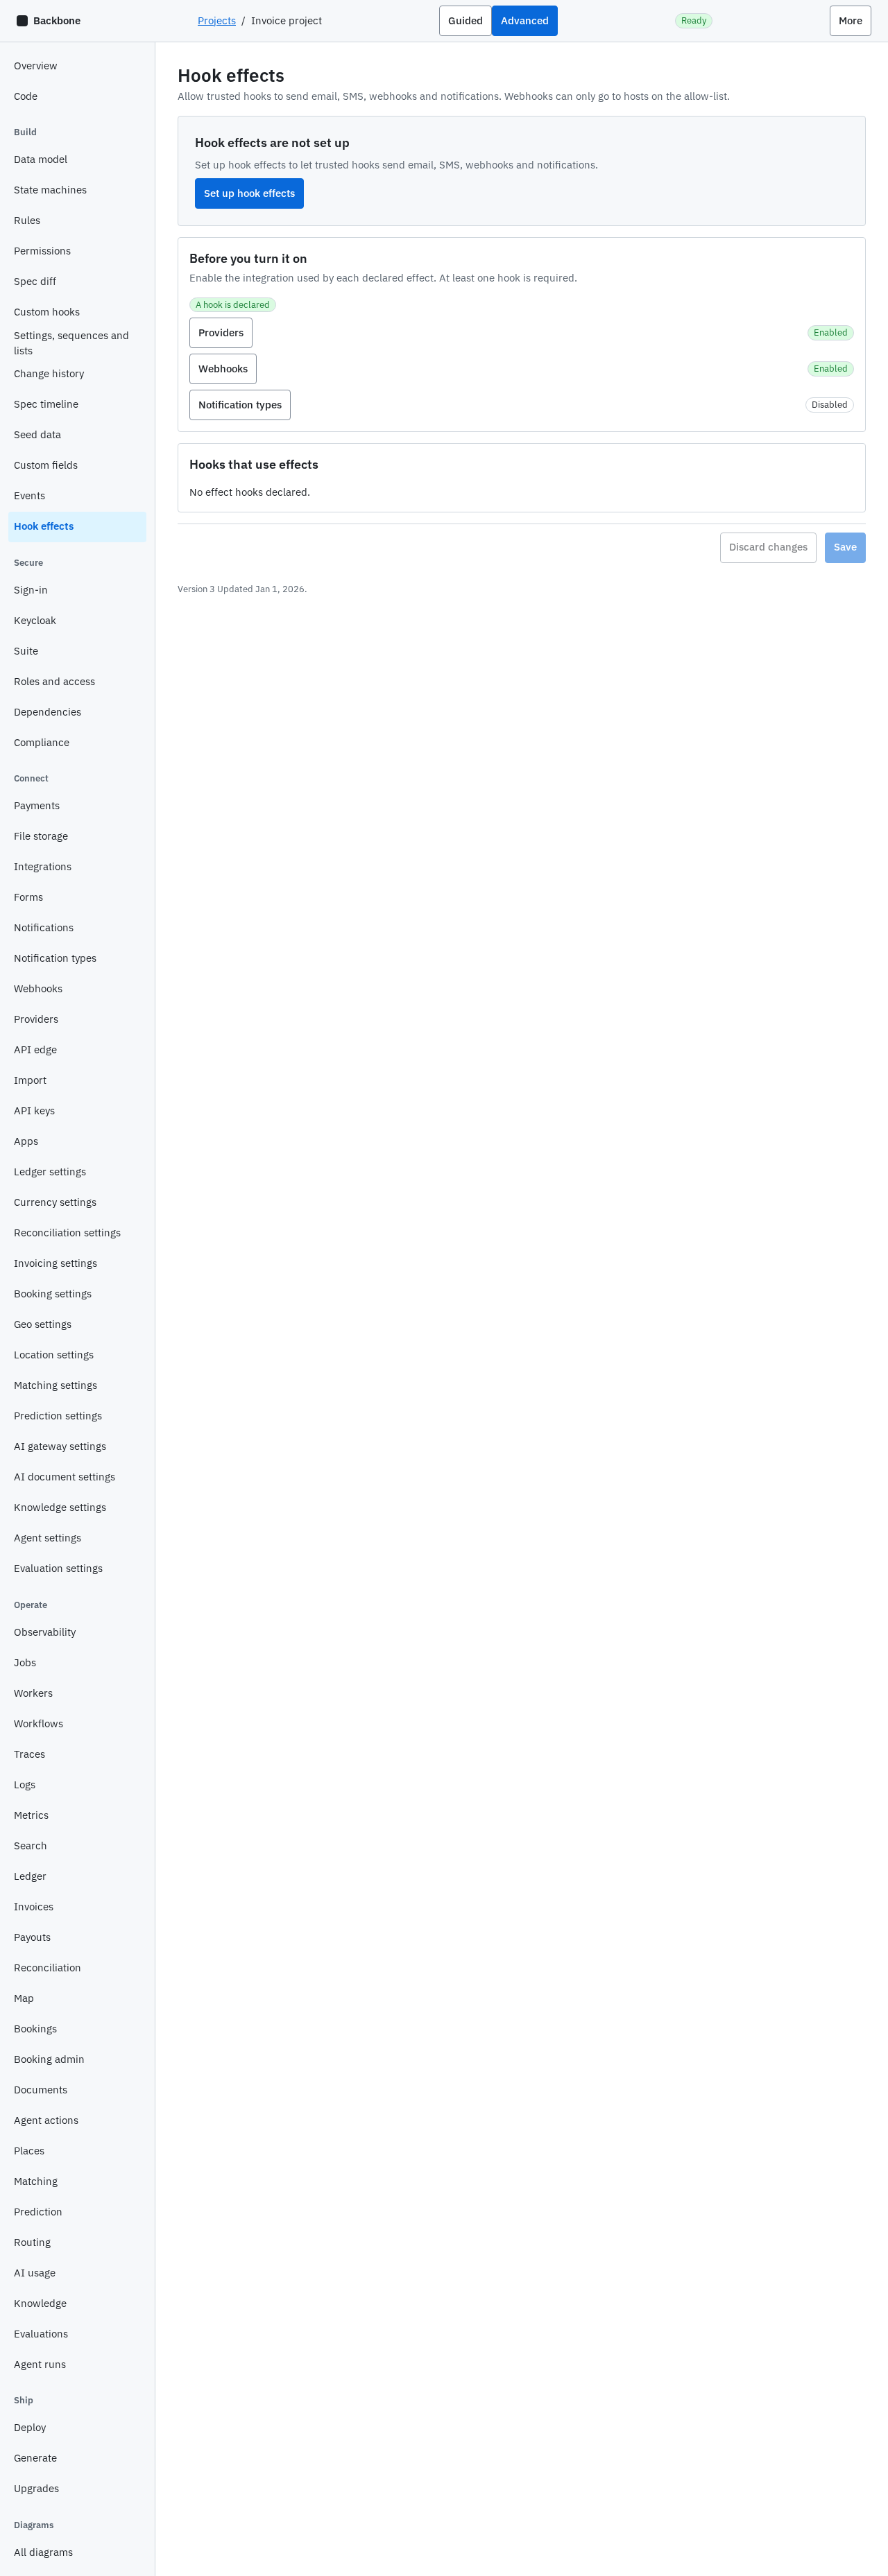 Backbone
Projects / Invoice project
Guided
Advanced
Ready
More
Overview
Code
Build
Data model
State machines
Rules
Permissions
Spec diff
Custom hooks
Settings, sequences and
lists
Change history
Spec timeline
Seed data
Custom fields
Events
Hook effects
Secure
Sign-in
Keycloak
Suite
Roles and access
Dependencies
Compliance
Connect
Payments
File storage
Integrations
Forms
Notifications
Notification types
Webhooks
Providers
API edge
Import
API keys
Apps
Ledger settings
Currency settings
Reconciliation settings
Invoicing settings
Booking settings
Geo settings
Location settings
Matching settings
Prediction settings
AI gateway settings
AI document settings
Knowledge settings
Agent settings
Evaluation settings
Operate
Observability
Jobs
Workers
Workflows
Traces
Logs
Metrics
Search
Ledger
Invoices
Payouts
Reconciliation
Map
Bookings
Booking admin
Documents
Agent actions
Places
Matching
Prediction
Routing
AI usage
Knowledge
Evaluations
Agent runs
Ship
Deploy
Generate
Upgrades
Diagrams
All diagrams
Hook effects
Allow trusted hooks to send email, SMS, webhooks and notifications. Webhooks can only go to hosts on the allow-list.
Hook effects are not set up
Set up hook effects to let trusted hooks send email, SMS, webhooks and notifications.
Set up hook effects
Before you turn it on
Enable the integration used by each declared effect. At least one hook is required.
A hook is declared
Providers
Enabled
Webhooks
Enabled
Notification types
Disabled
Hooks that use effects
No effect hooks declared.
Discard changes
Save
Version 3 Updated Jan 1, 2026.